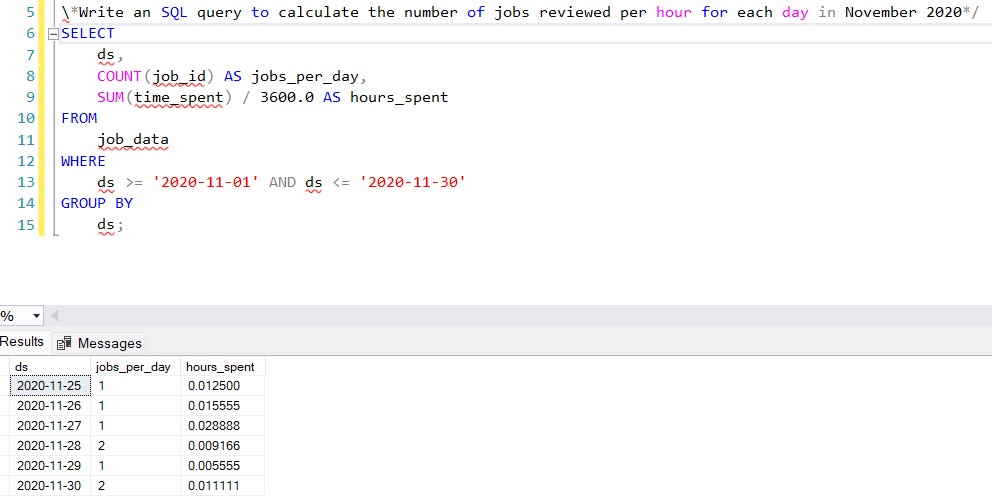 5 \*Write an SQL query to calculate the number of jobs reviewed per hour for each day in November 2020*/
6 SELECT
7 ds,
8 COUNT(job_id) AS jobs_per_day,
9 SUM(time_spent) / 3600.0 AS hours_spent
10 FROM
11 job_data
12 WHERE
13 ds >= '2020-11-01' AND ds <= '2020-11-30'
14 GROUP BY
15 ds;
%
Results Messages
ds jobs_per_day hours_spent
2020-11-25 1 0.012500
2020-11-26 1 0.015555
2020-11-27 1 0.028888
2020-11-28 2 0.009166
2020-11-29 1 0.005555
2020-11-30 2 0.011111